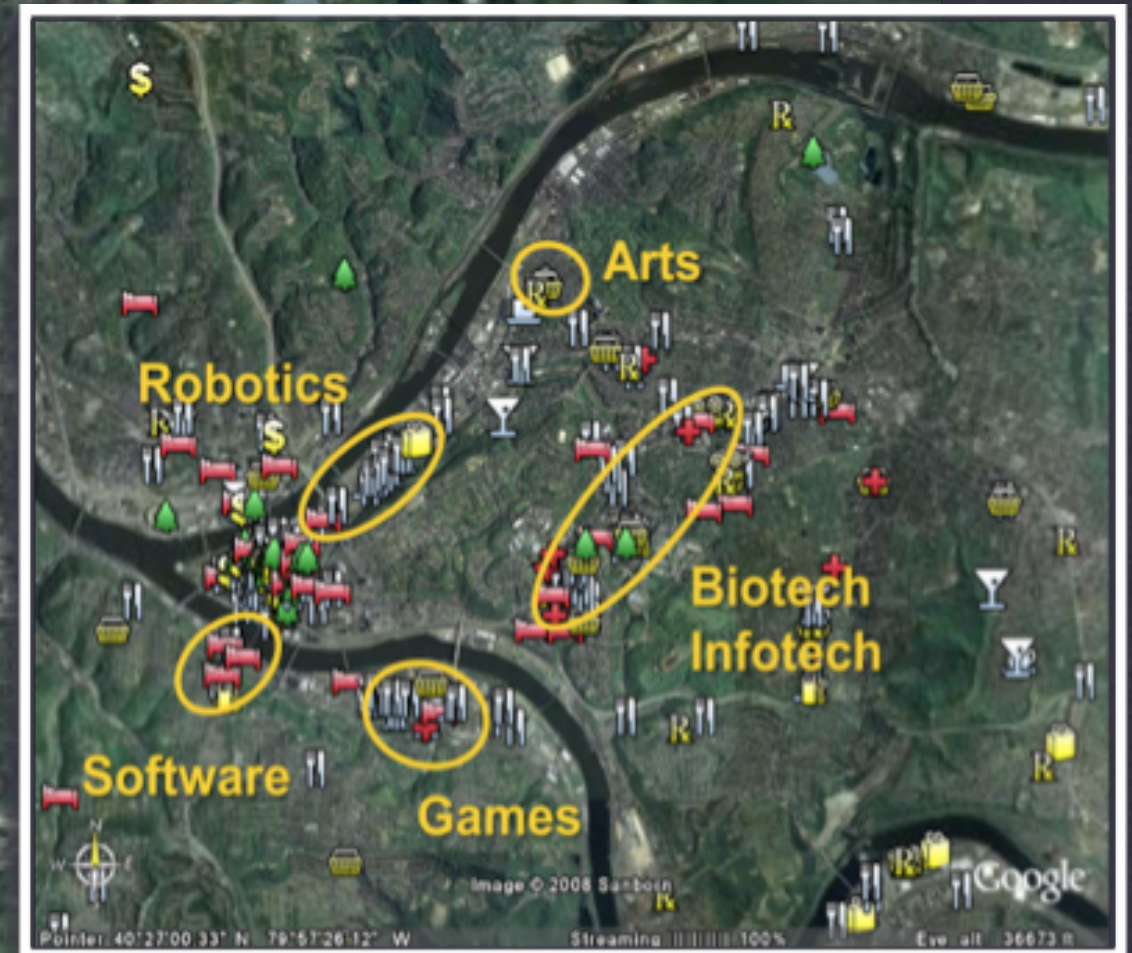 Arts
Robotics
Biotech
Infotech
Software
Games
Image © 2008 Sanborn
Google
Pointer 40°27'00 33" N 79°57'26 12" W Streaming 100% Eye alt 36673 ft